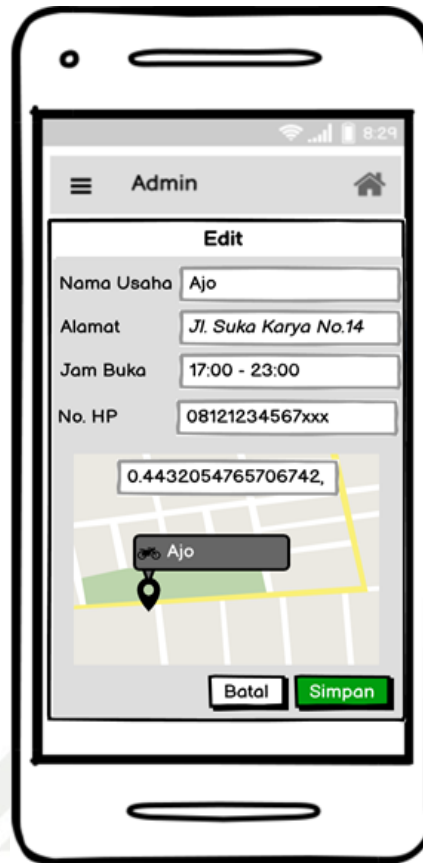 8:29
Admin
Edit
Nama Usaha Ajo
Alamat Jl. Suka Karya No.14
Jam Buka 17:00 - 23:00
No. HP 08121234567xxx
0.4432054765706742,
Ajo
Batal Simpan